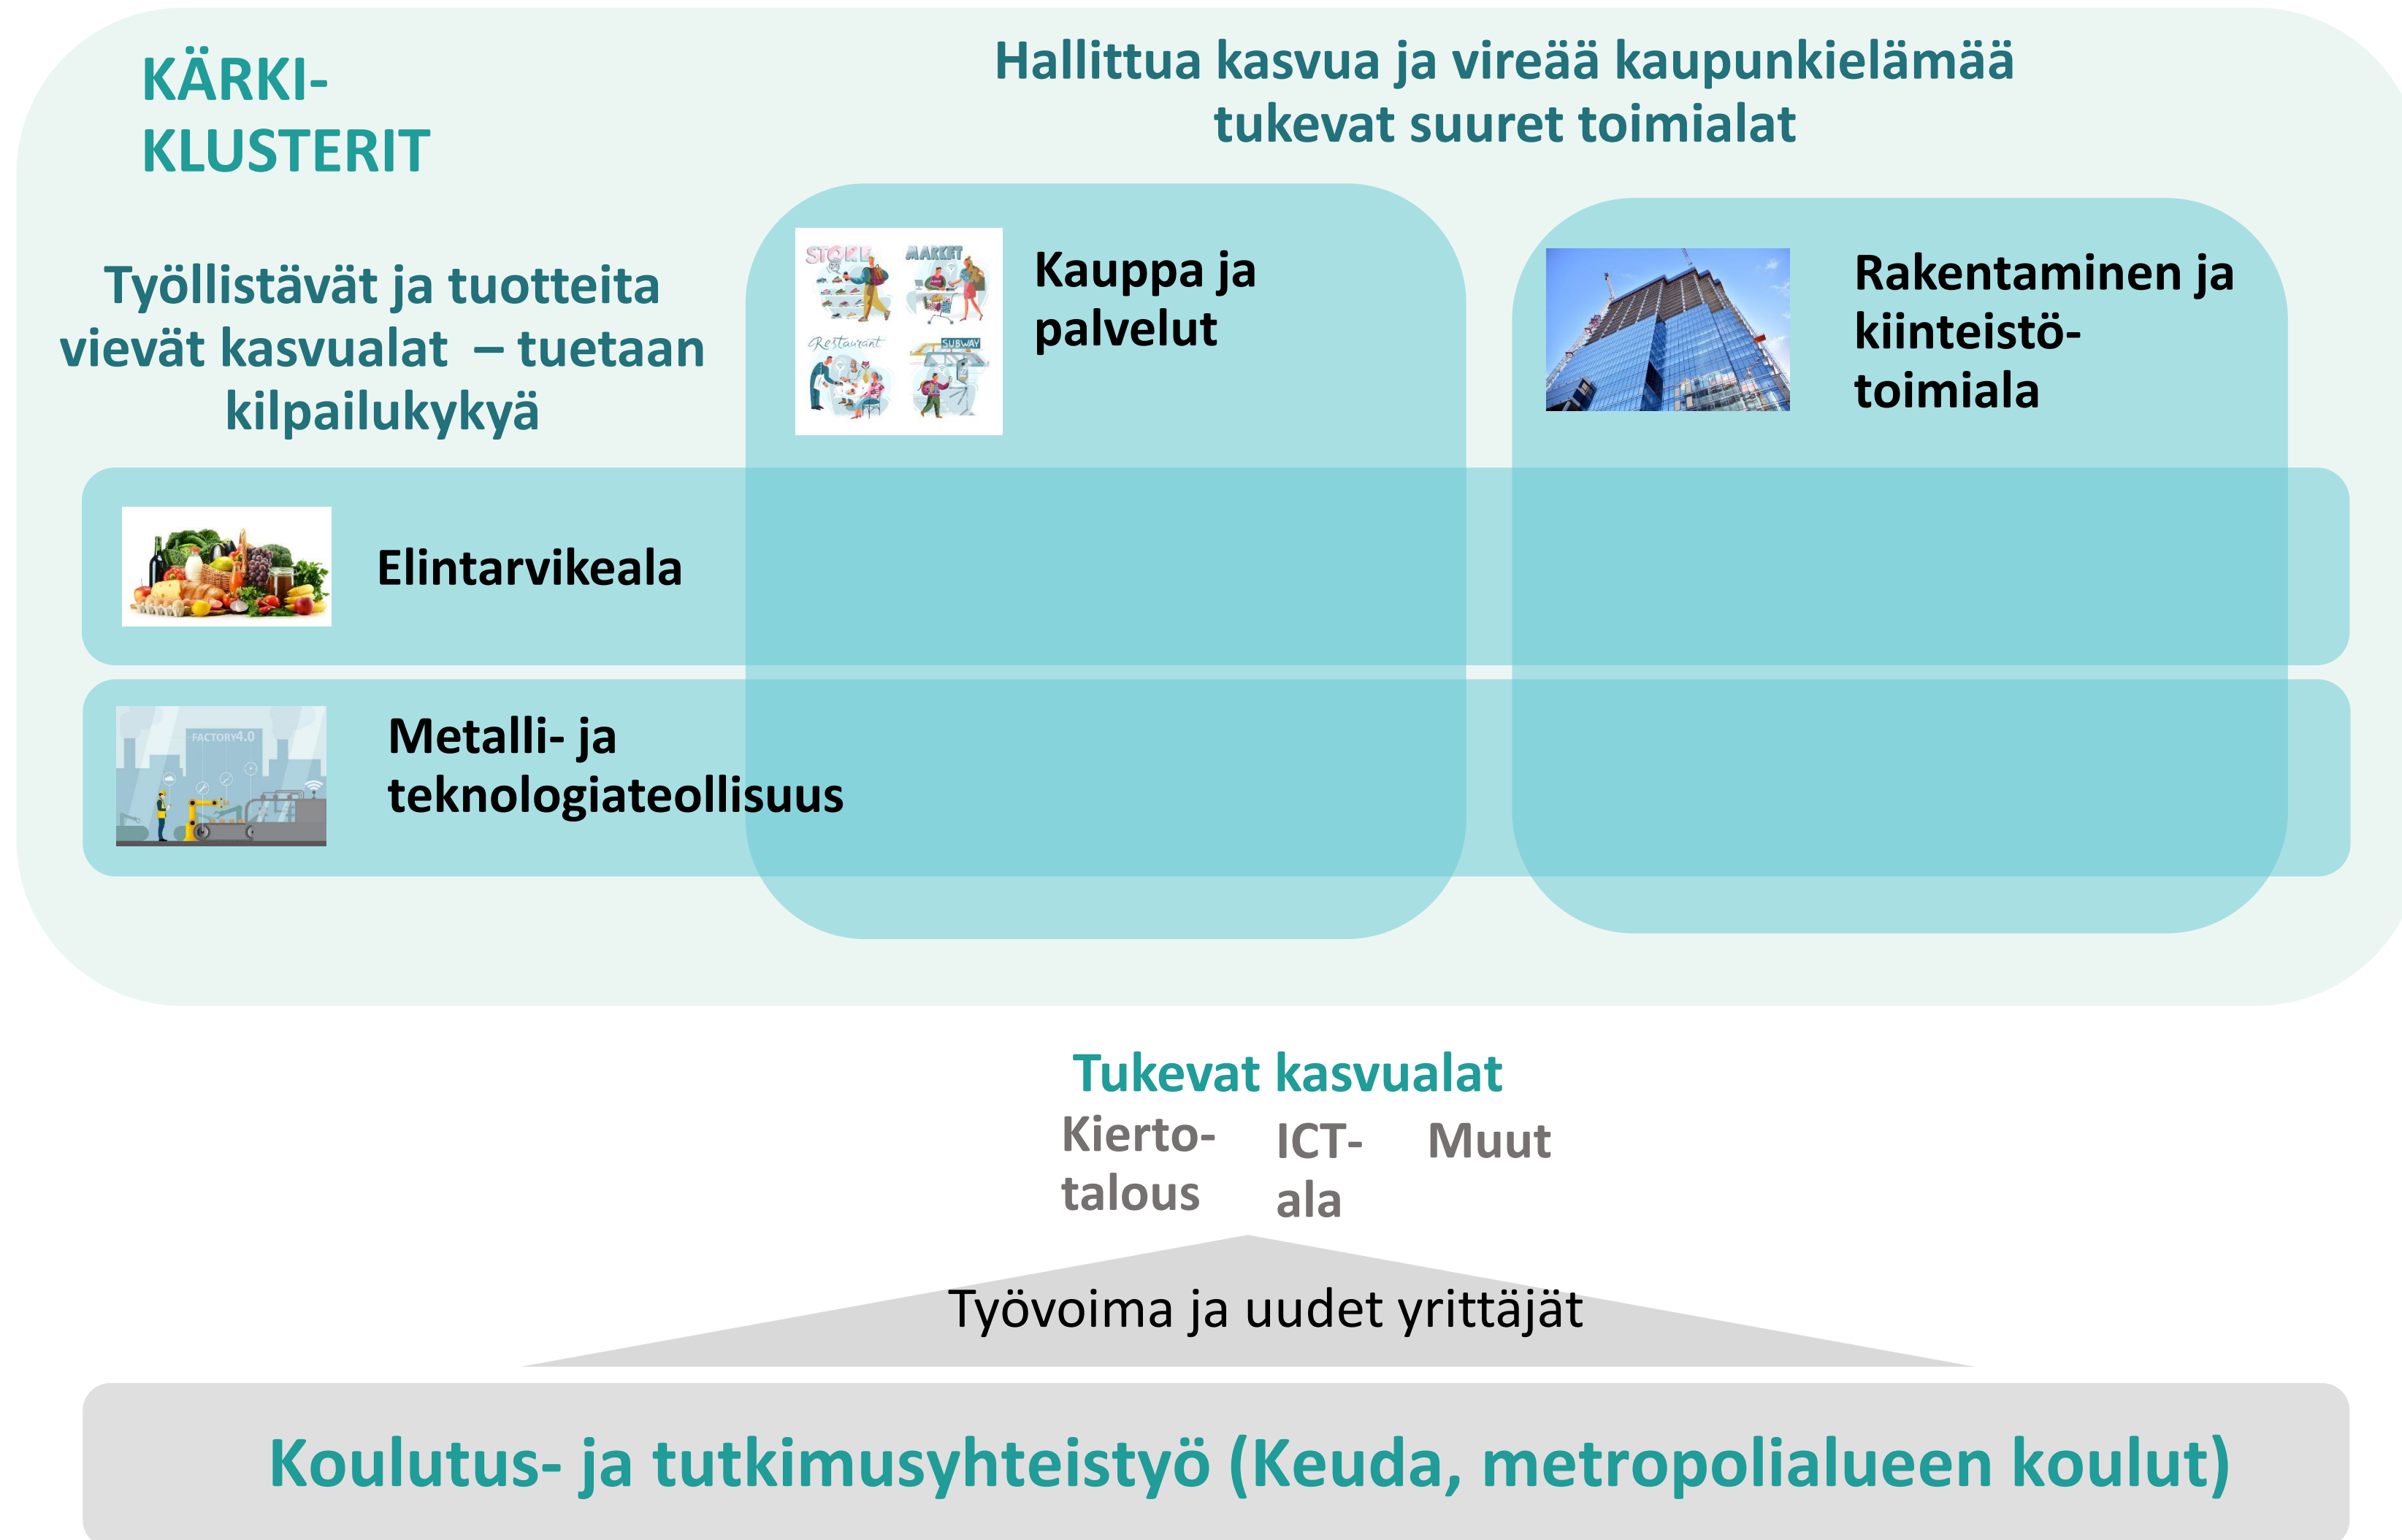 KÄRKI-
KLUSTERIT
Hallittua kasvua ja vireää kaupunkielämää
tukevat suuret toimialat
Työllistävät ja tuotteita
vievät kasvualat – tuetaan
kilpailukykyä
STORE
MARKET
Restaurant
SUBWAY
Kauppa ja
palvelut
Rakentaminen ja
kiinteistö-
toimiala
Elintarvikeala
FACTORY4.0
Metalli- ja
teknologiateollisuus
Tukevat kasvualat
Kierto-
talous
ICT-
ala
Muut
Työvoima ja uudet yrittäjät
Koulutus- ja tutkimusyhteistyö (Keuda, metropolialueen koulut)